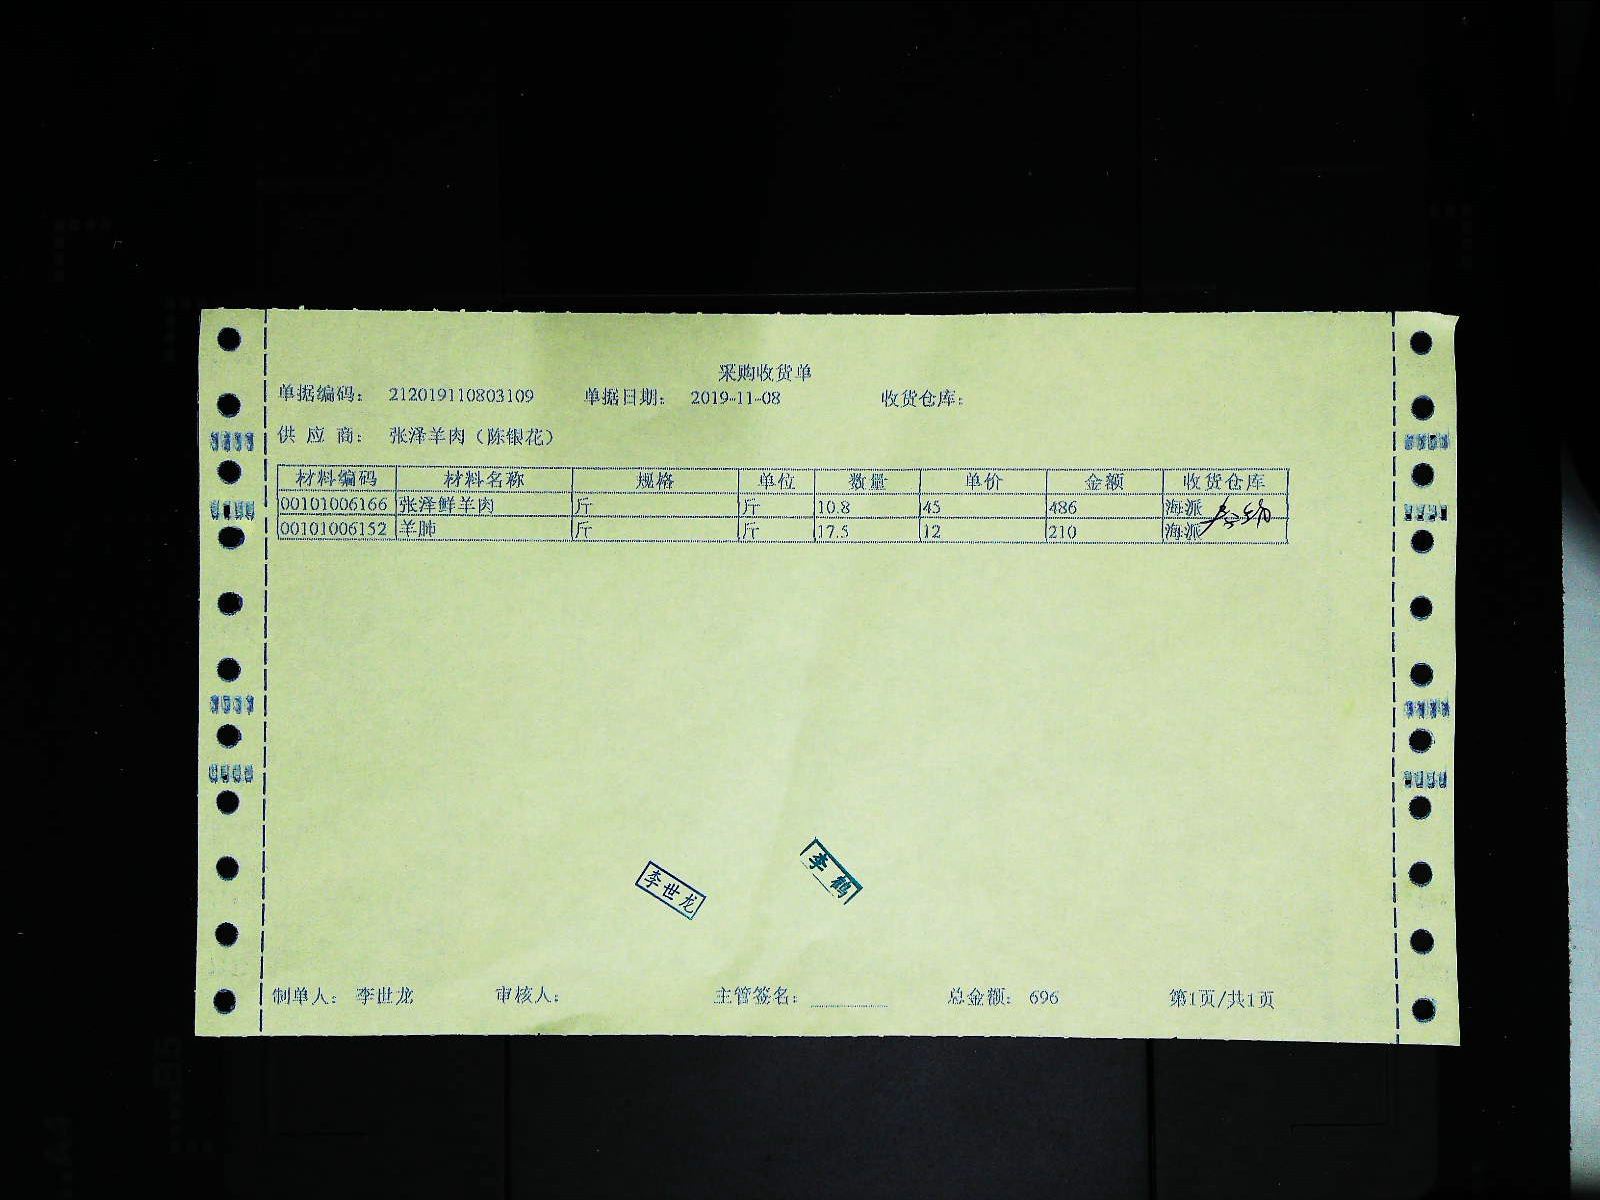 采购收货单
单据编码： 212019110803109 单据日期： 2019-11-08 收货仓库：
供 应 商： 张泽羊肉（陈银花）
材料编码 材料名称 规格 单位 数量 单价 金额 收货仓库
00101006166 张泽鲜羊肉 斤 斤 10.8 45 486 海派
00101006152 羊肺 斤 斤 17.5 12 210 海派
李世龙
李鹤
制单人： 李世龙 审核人： 主管签名： 总金额： 696 第1页/共1页